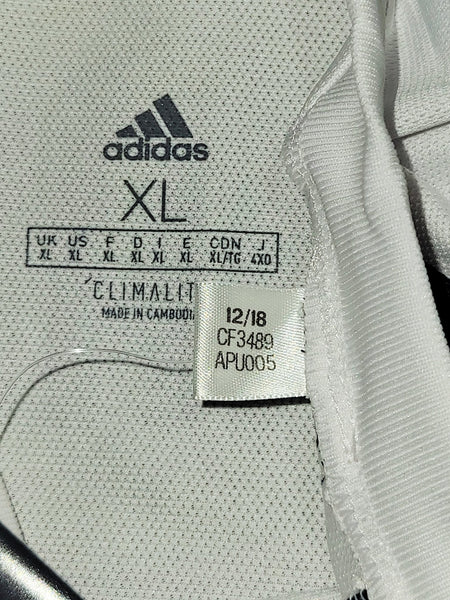 adidas
XL
UK US F D I E CDN J
XL XL XL XL XL XL XL/TG 4XO
CLIMALIT
MADE IN CAMBODI
12/18
CF3489
APU005